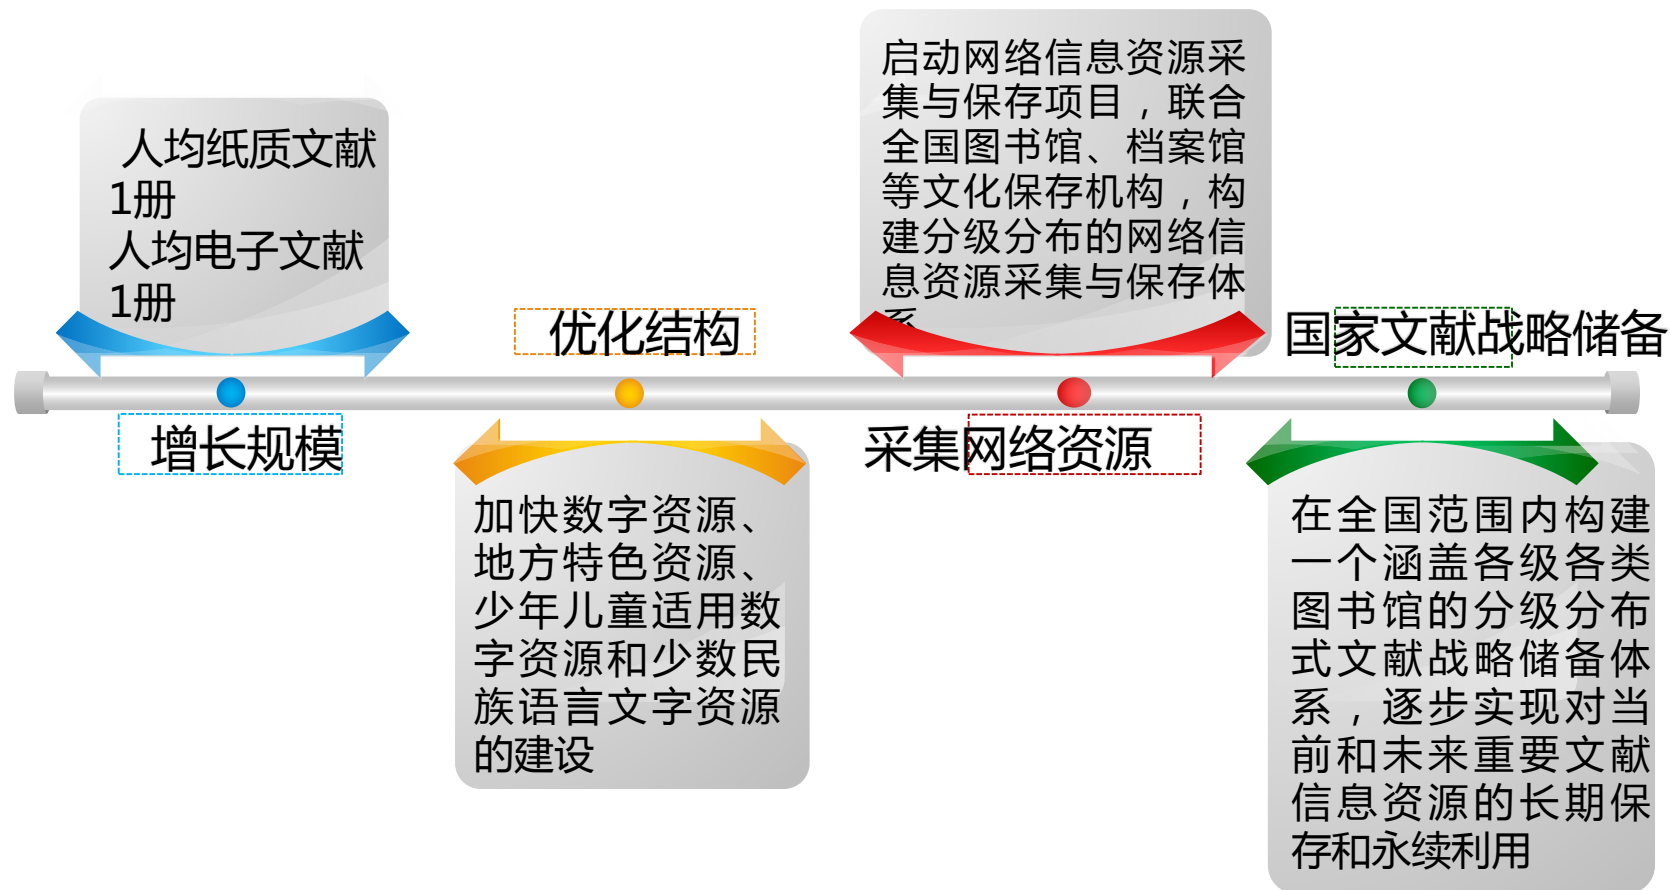 人均纸质文献
1册
人均电子文献
1册
增长规模
优化结构
加快数字资源、
地方特色资源、
少年儿童适用数
字资源和少数民
族语言文字资源
的建设
启动网络信息资源采
集与保存项目，联合
全国图书馆、档案馆
等文化保存机构，构
建分级分布的网络信
息资源采集与保存体
系
采集网络资源
国家文献战略储备
在全国范围内构建
一个涵盖各级各类
图书馆的分级分布
式文献战略储备体
系，逐步实现对当
前和未来重要文献
信息资源的长期保
存和永续利用